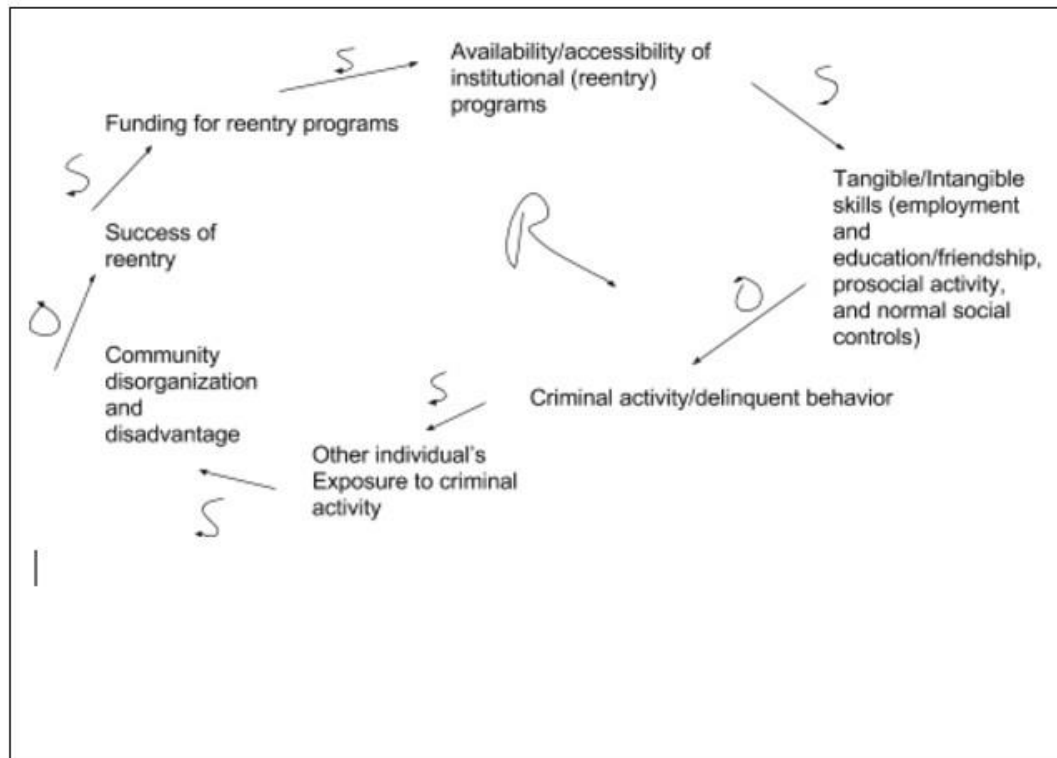 S
Availability/accessibility of
institutional (reentry)
programs
S
Funding for reentry programs
S
Tangible/Intangible
skills (employment
and
education/friendship,
prosocial activity,
and normal social
controls)
Success of
reentry
R
O
O
Community
disorganization
and
disadvantage
S
Criminal activity/delinquent behavior
Other individual's
Exposure to criminal
activity
S